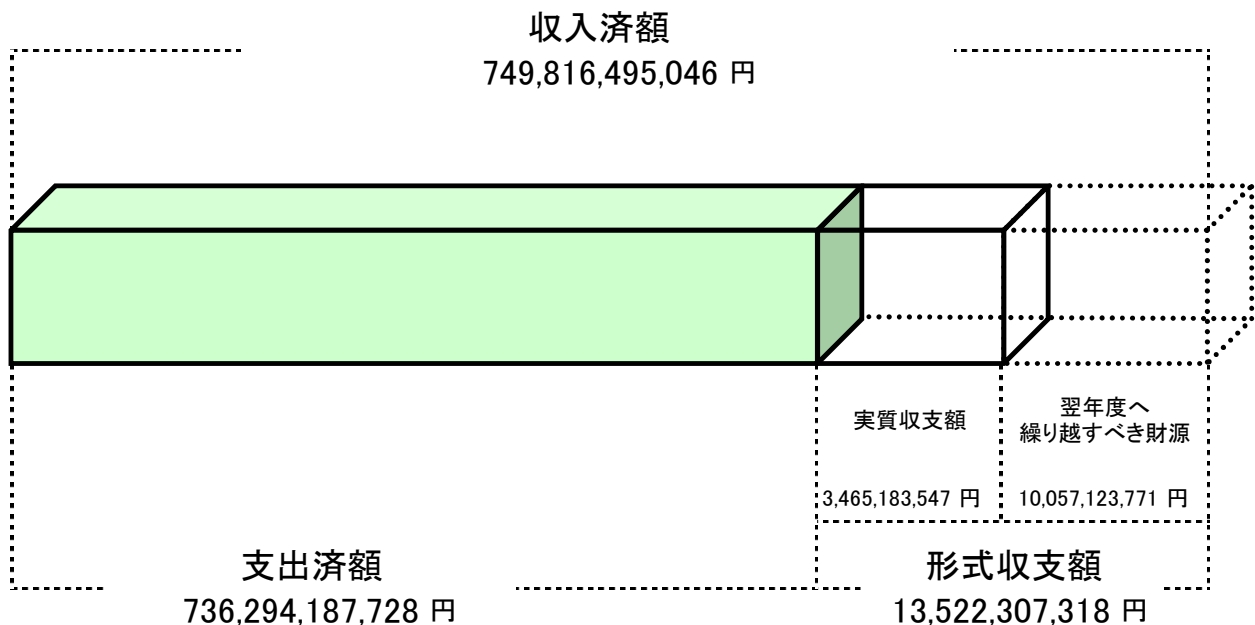 収入済額
749,816,495,046 円
実質収支額
翌年度へ
繰り越すべき財源
3,465,183,547 円
10,057,123,771 円
支出済額
736,294,187,728 円
形式収支額
13,522,307,318 円